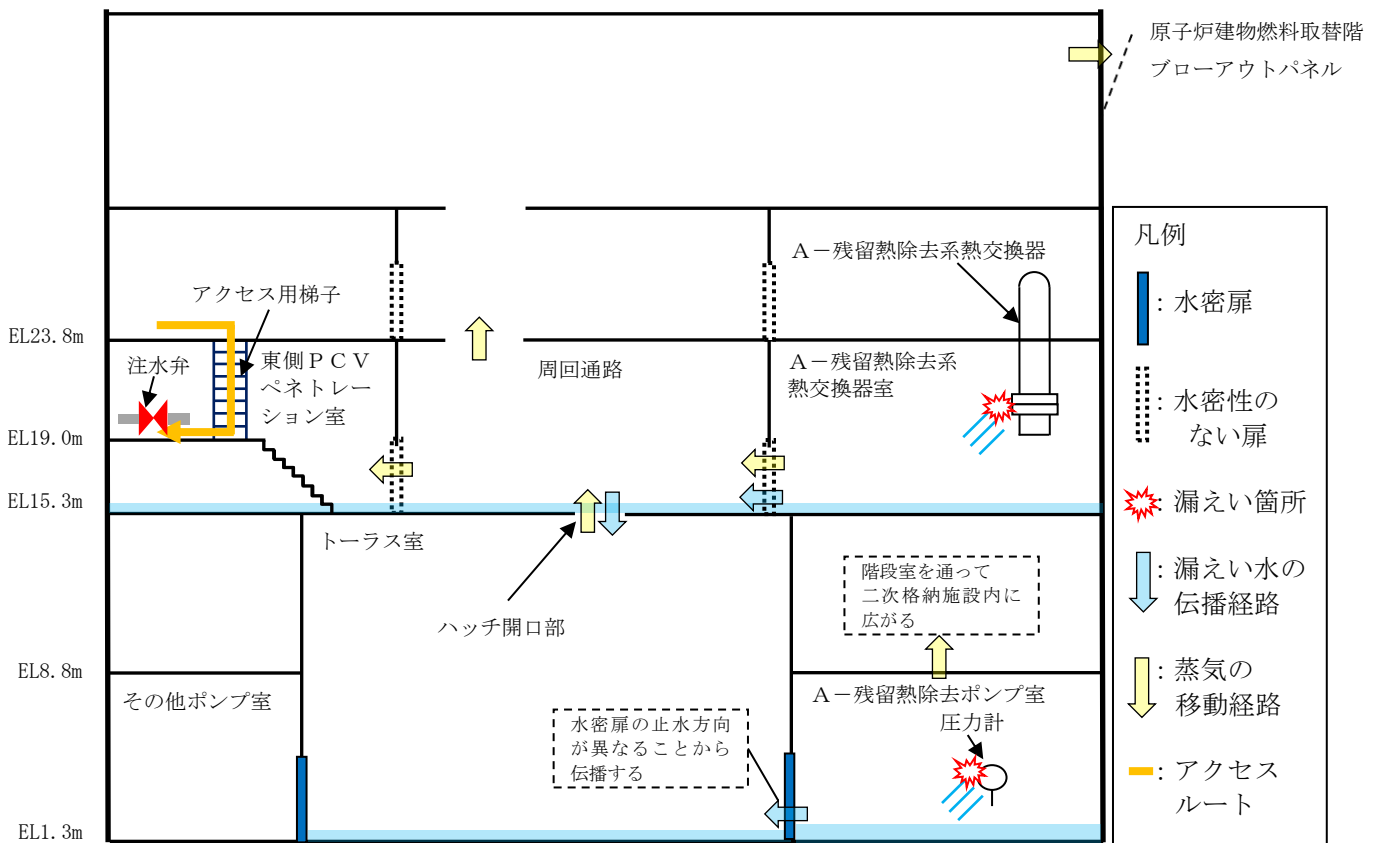 原子炉建物燃料取替階
ブローアウトパネル
A－残留熱除去系熱交換器
アクセス用梯子
EL23.8m
注水弁
東側PCV
ペネトレー
ション室
周回通路
A－残留熱除去系
熱交換器室
EL19.0m
EL15.3m
トーラス室
ハッチ開口部
階段室を通って
二次格納施設内に
広がる
EL8.8m
その他ポンプ室
A－残留熱除去ポンプ室
圧力計
水密扉の止水方向
が異なることから
伝播する
EL1.3m
凡例
：水密扉
：水密性の
ない扉
：漏えい箇所
：漏えい水の
伝播経路
：蒸気の
移動経路
：アクセス
ルート